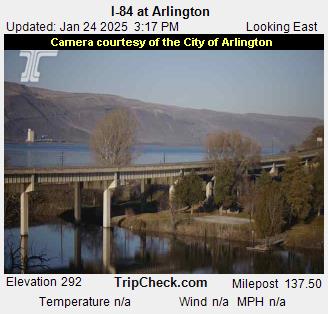 I-84 at Arlington
Updated: Jan 24 2025 3:17 PM Looking East
Camera courtesy of the City of Arlington
Elevation 292 TripCheck.com Milepost 137.50
Temperature n/a Wind n/a MPH n/a